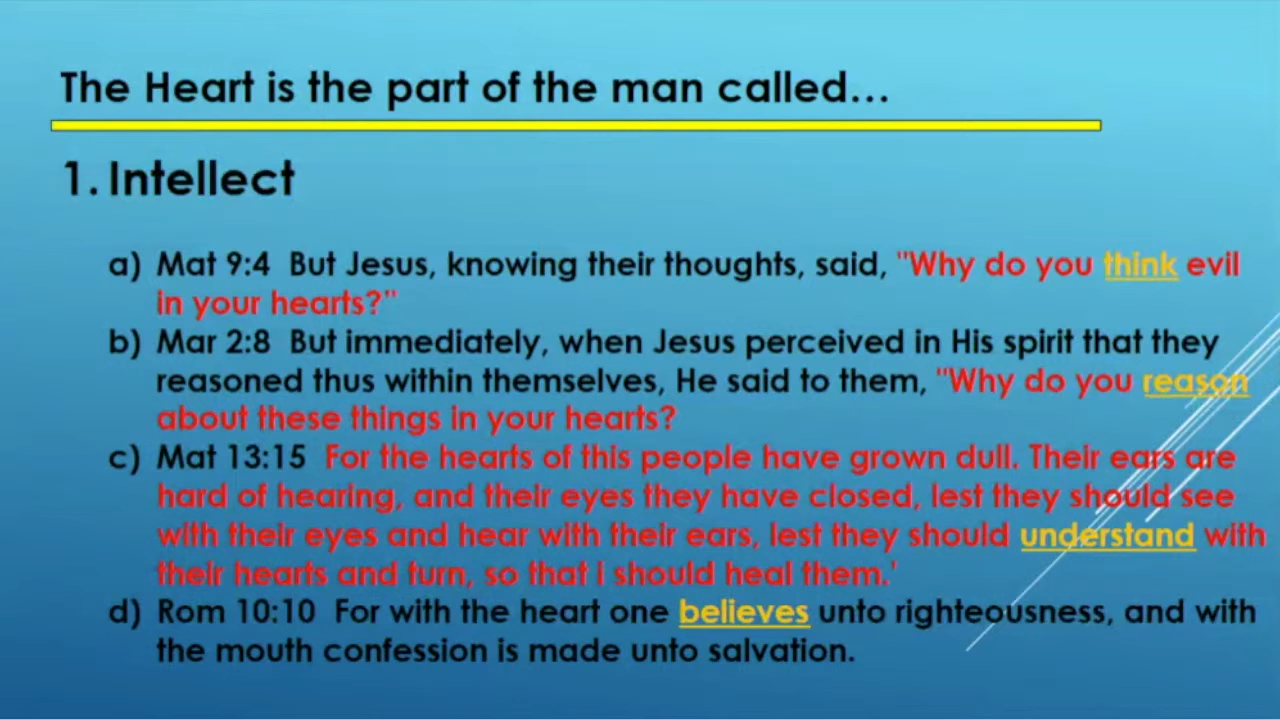 The Heart is the part of the man called…
1. Intellect
a) Mat 9:4 But Jesus, knowing their thoughts, said, "Why do you think evil
in your hearts?"
b) Mar 2:8 But immediately, when Jesus perceived in His spirit that they
reasoned thus within themselves, He said to them, "Why do you reason
about these things in your hearts?
c) Mat 13:15 For the hearts of this people have grown dull. Their ears are
hard of hearing, and their eyes they have closed, lest they should see
with their eyes and hear with their ears, lest they should understand with
their hearts and turn, so that I should heal them.'
d) Rom 10:10 For with the heart one believes unto righteousness, and with
the mouth confession is made unto salvation.